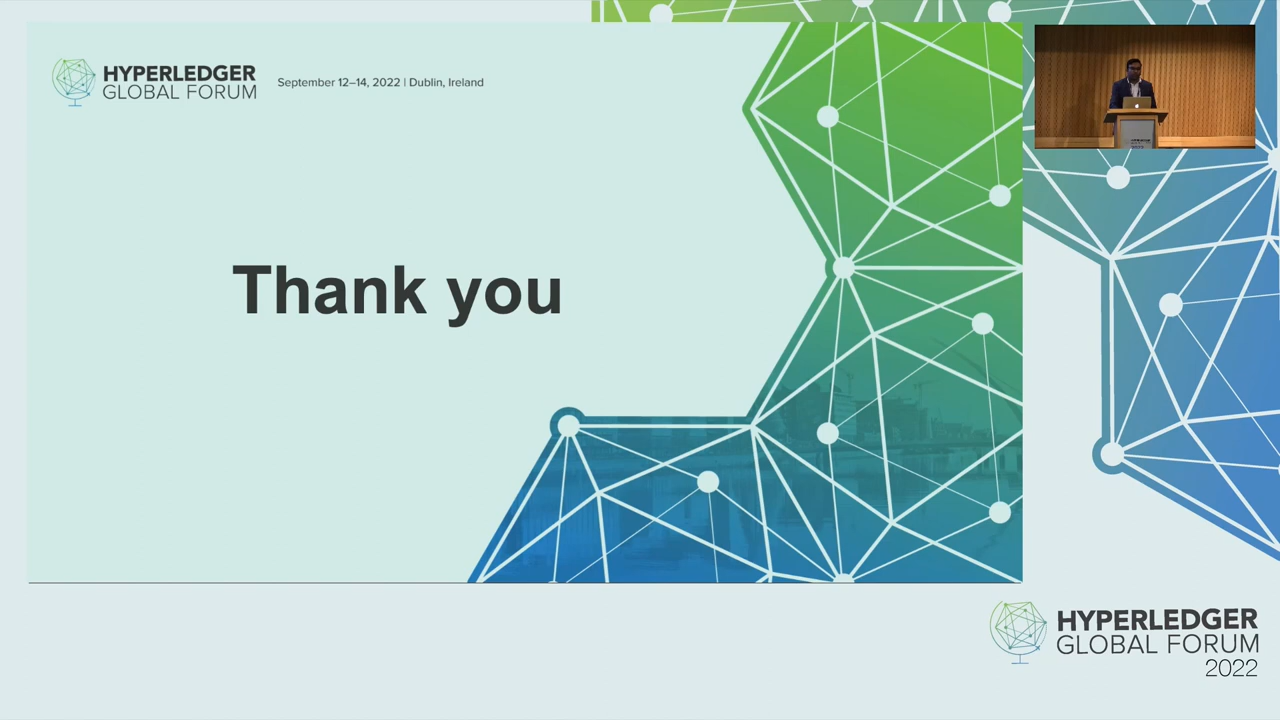 HYPERLEDGER
GLOBAL FORUM
September 12–14, 2022 | Dublin, Ireland
Thank you
HYPERLEDGER
GLOBAL FORUM
2022